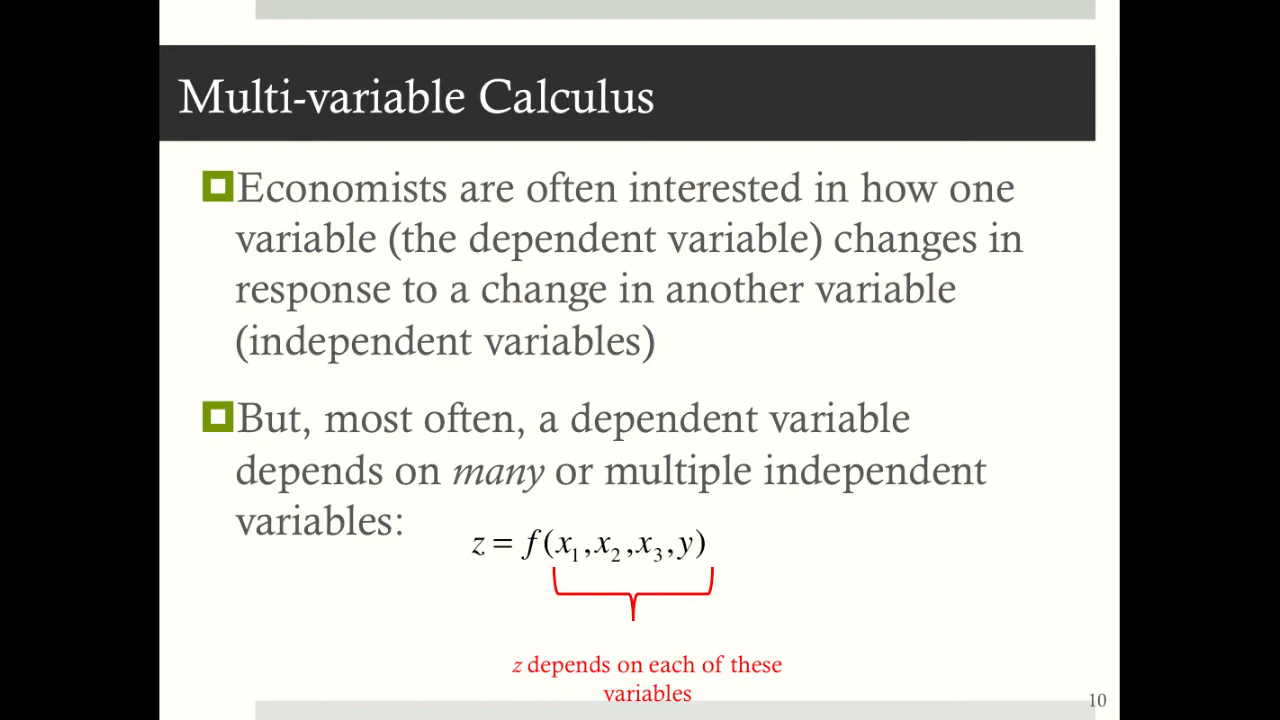 Multi-variable Calculus
Economists are often interested in how one
variable (the dependent variable) changes in
response to a change in another variable
(independent variables)
But, most often, a dependent variable
depends on many or multiple independent
variables:
z = f(x₁,x₂,x₃,y)
z depends on each of these
variables
10